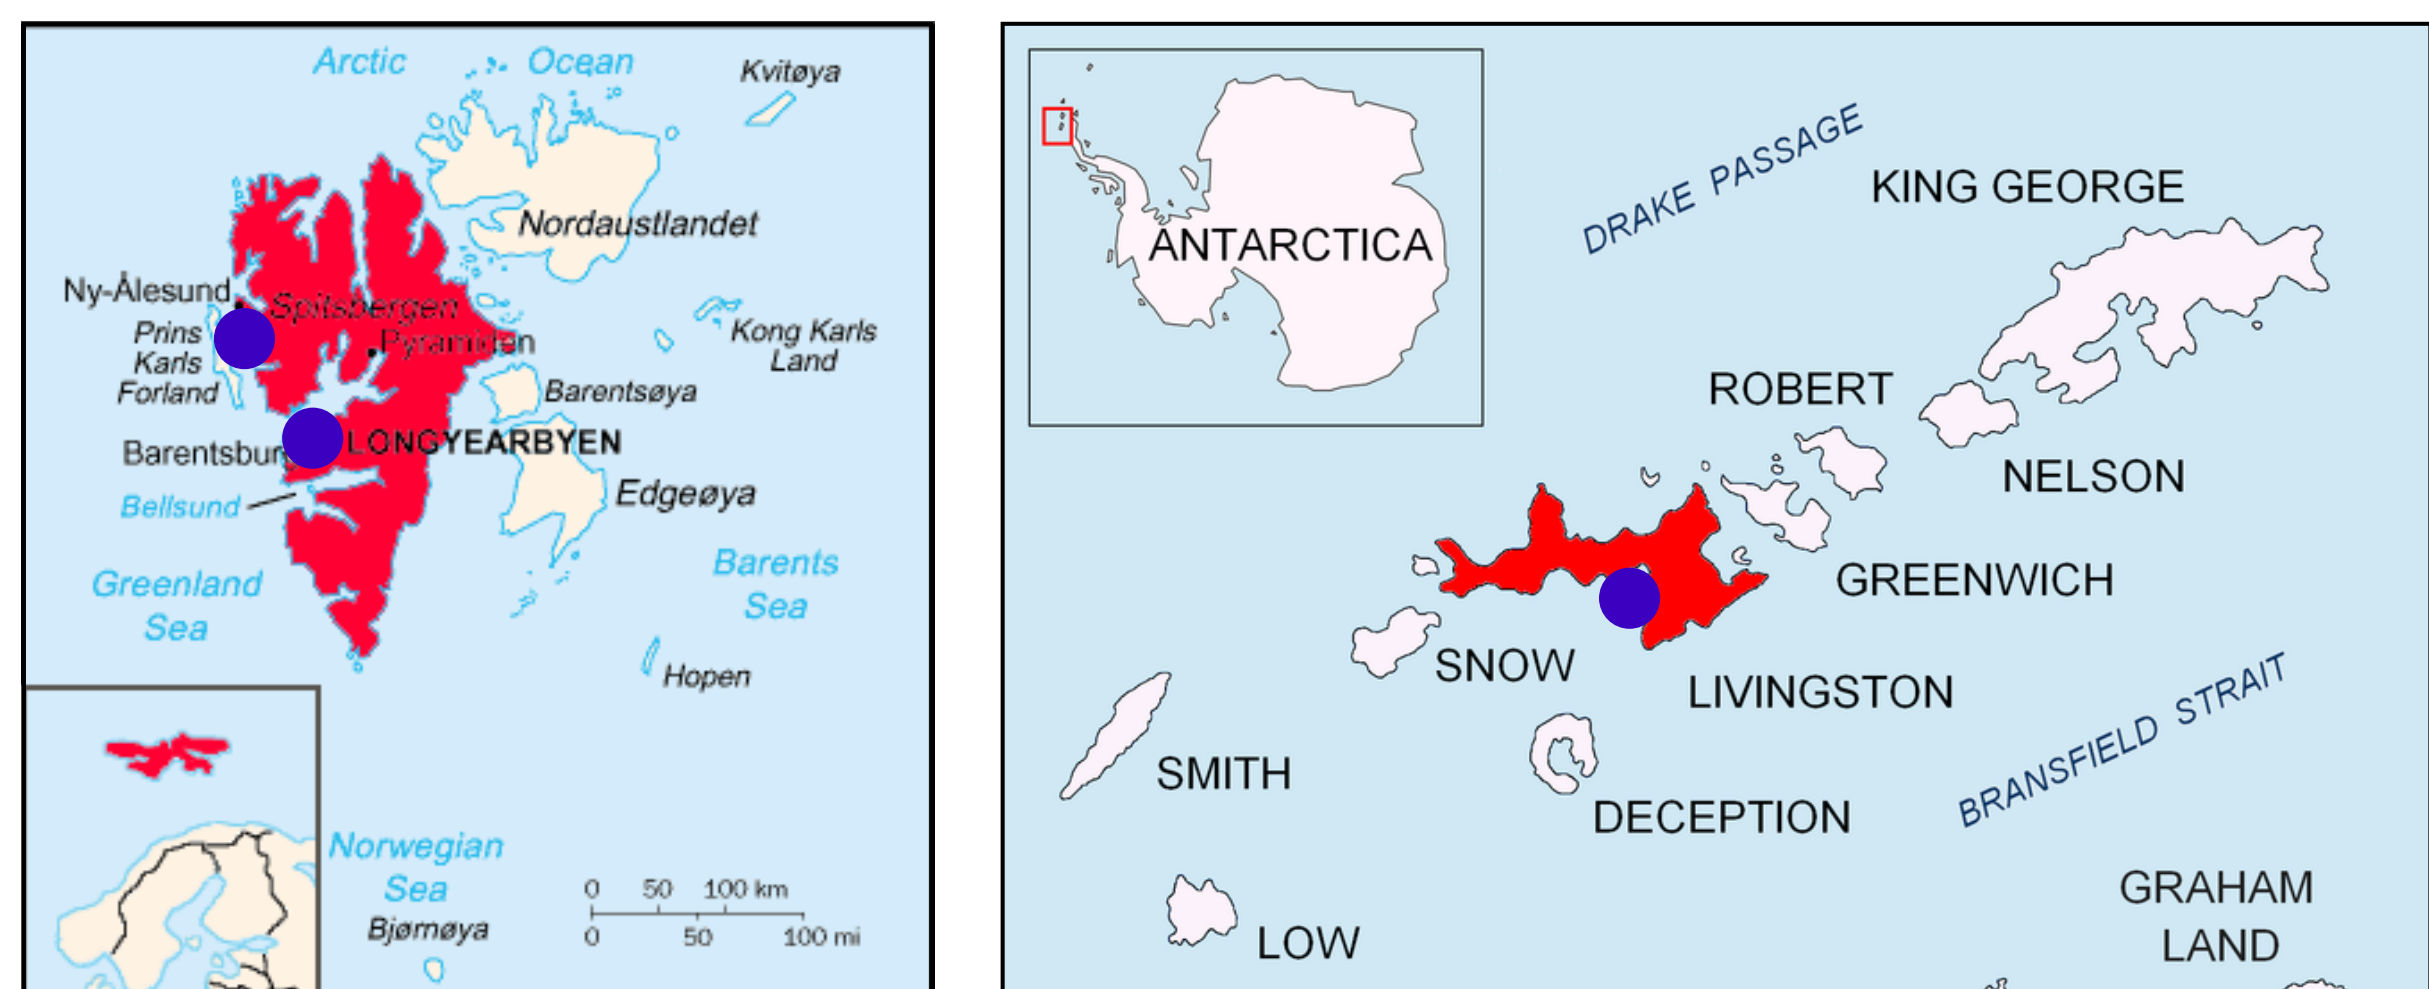 Arctic Ocean
Kvitøya
Nordaustlandet
Ny-Ålesund
Spitsbergen
Prins
Karls
Forland
Pyramiden
Kong Karls
Land
Barentsøya
LONGYEARBYEN
Barentsbur
Bellsund
Edgeøya
Greenland
Sea
Barents
Sea
Hopen
Norwegian
Sea
Bjørnøya
0 50 100 km
0 50 100 mi
ANTARCTICA
DRAKE PASSAGE
KING GEORGE
ROBERT
NELSON
GREENWICH
SNOW
LIVINGSTON
SMITH
DECEPTION
BRANSFIELD STRAIT
LOW
GRAHAM
LAND